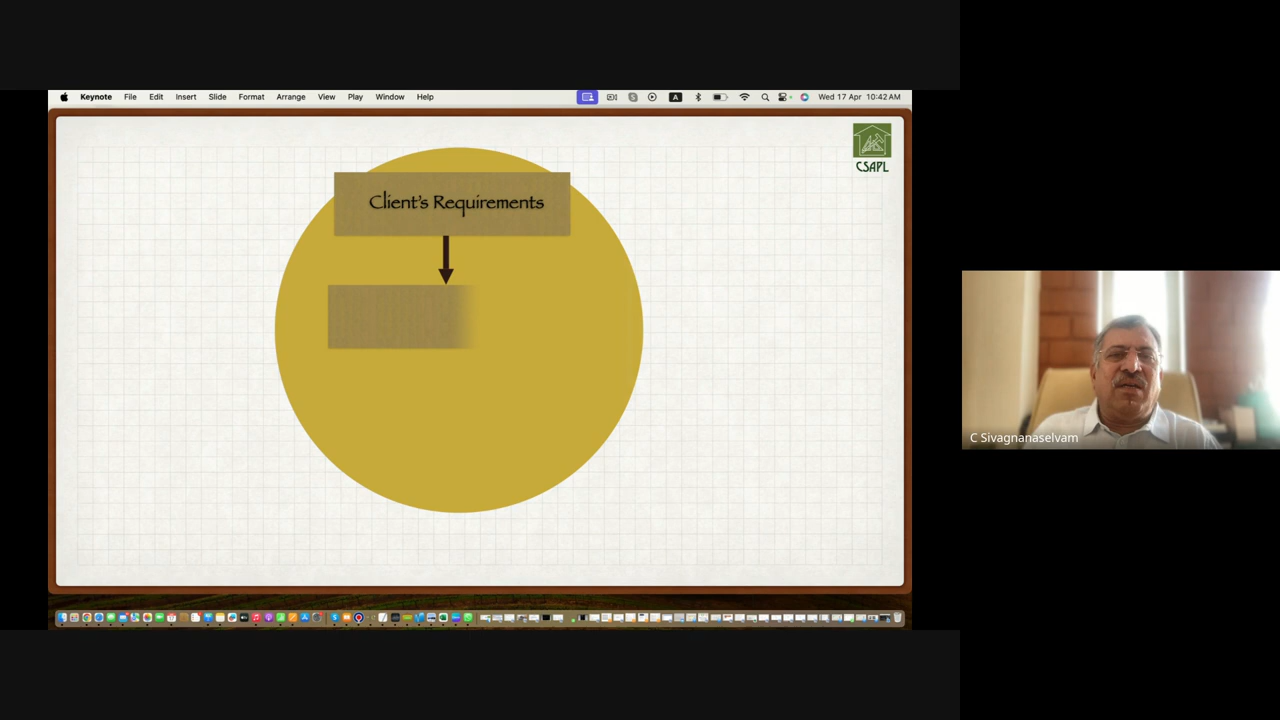 Keynote File Edit Insert Slide Format Arrange View Play Window Help A Wed 17 Apr 10:42 AM
CSAPL
Client's Requirements
C Sivagnanaselvam